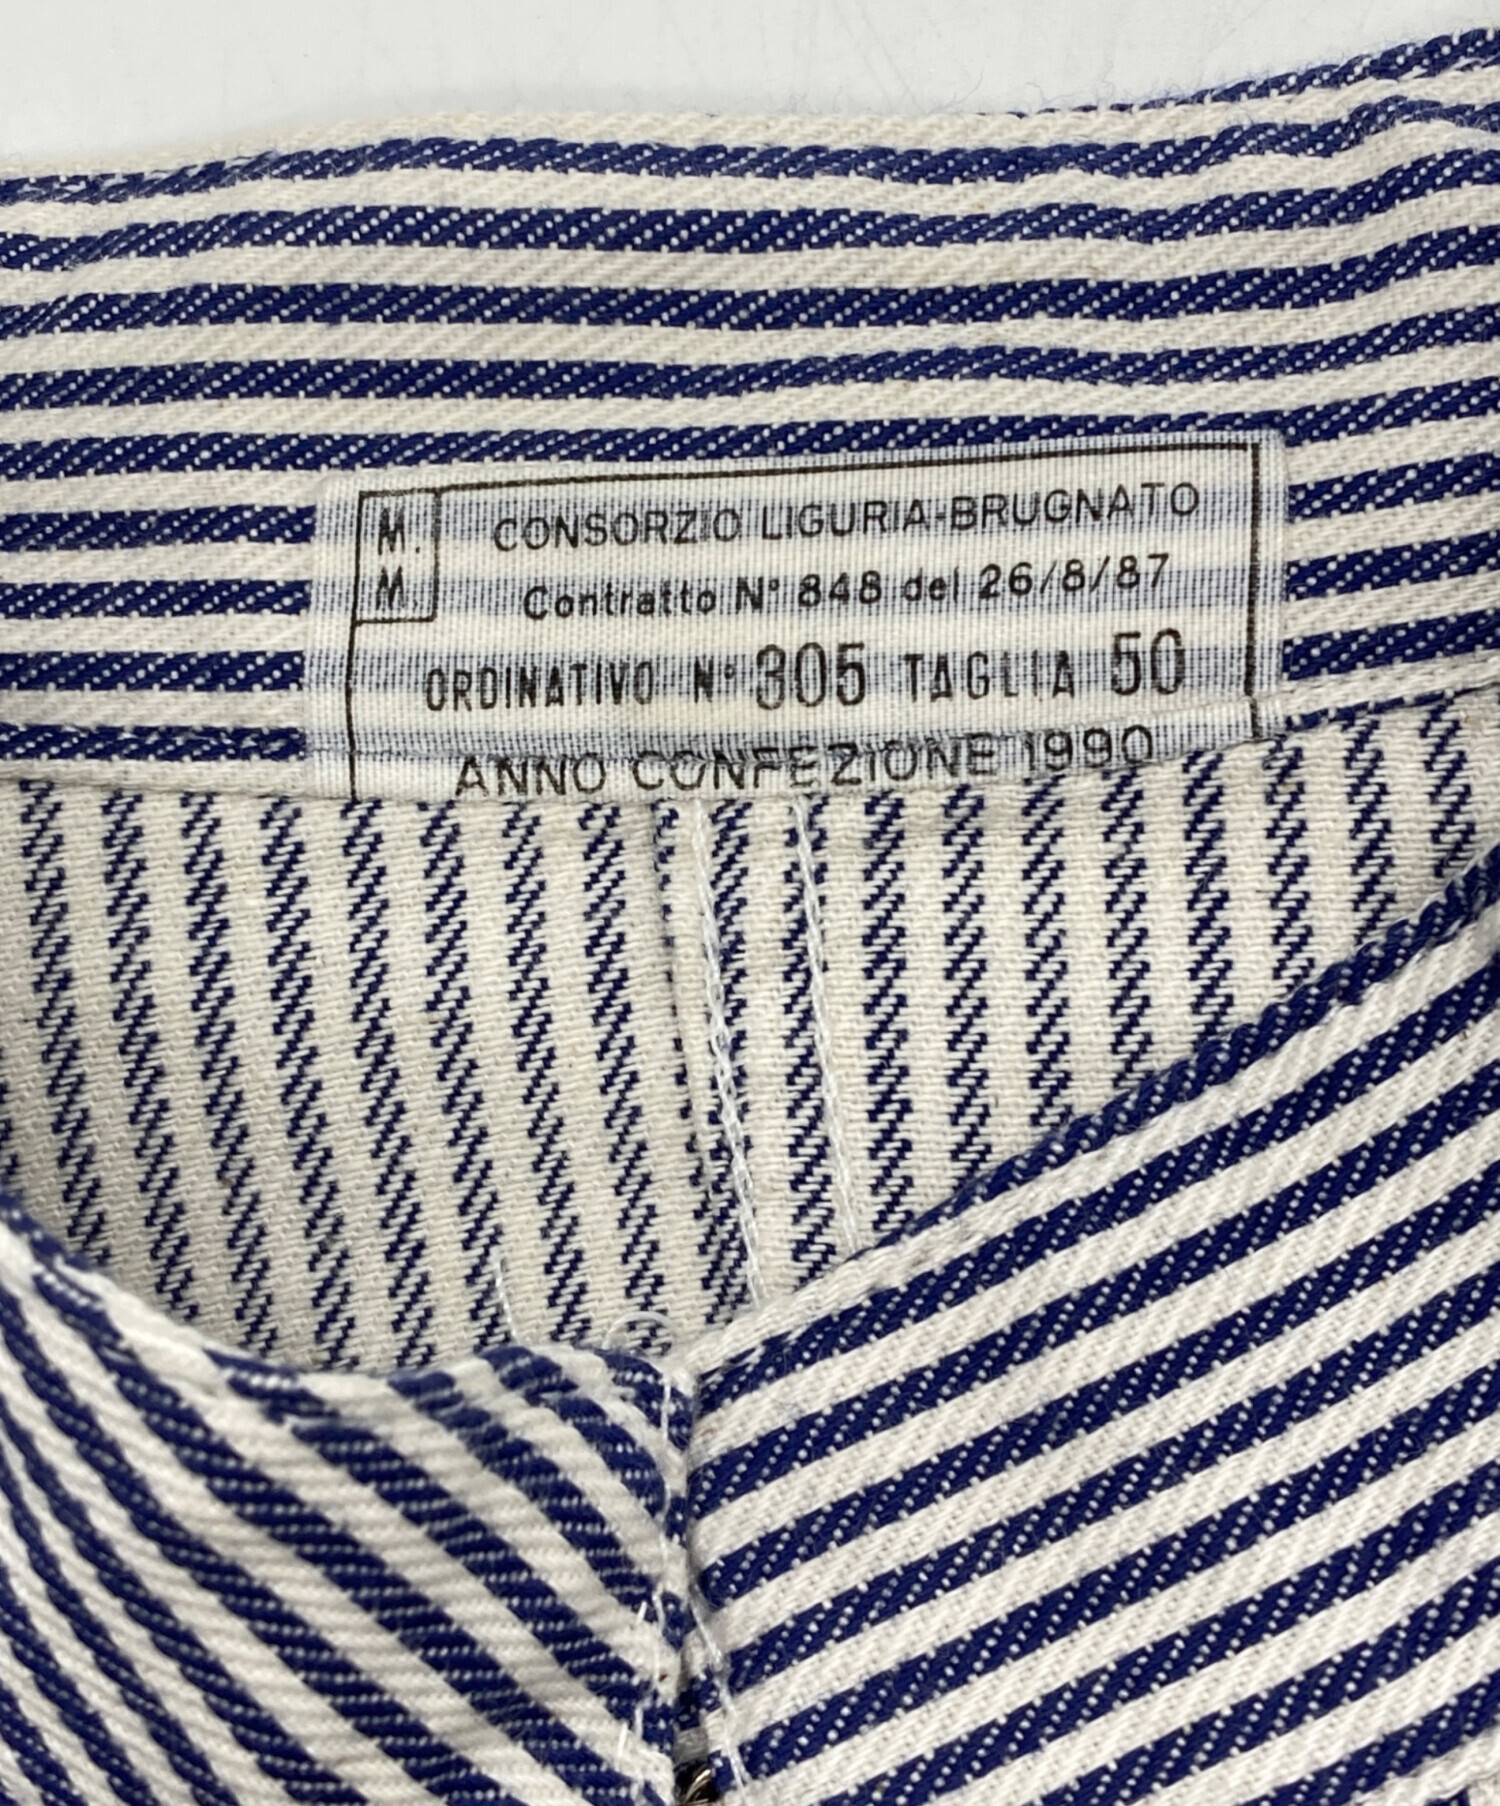 M.
M.
CONSORZIO LIGURIA-BRUGNATO
Contratto N° 848 del 26/8/87
ORDINATIVO N° 305 TAGLIA 50
ANNO CONFEZIONE 1990